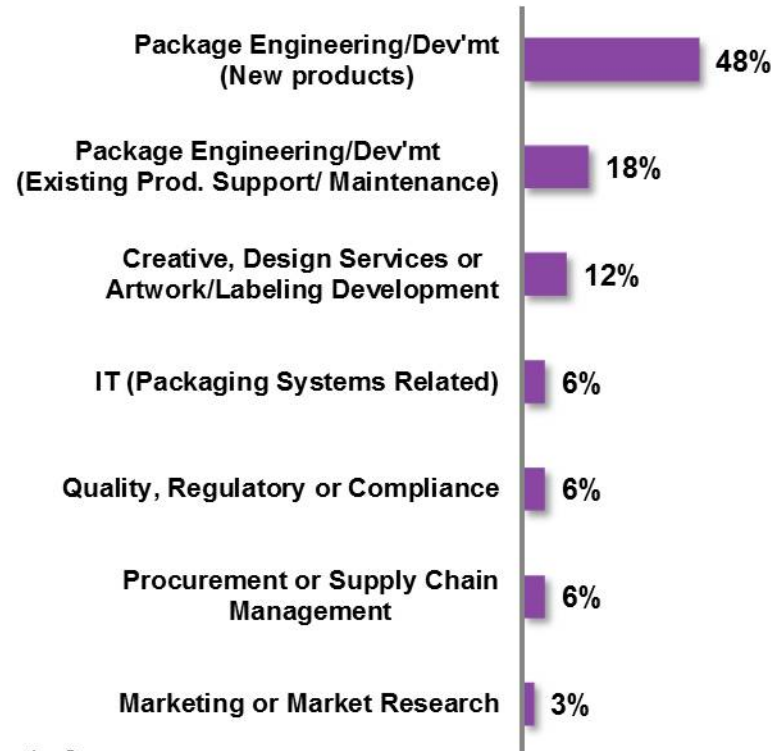 Package Engineering/Dev'mt
(New products)
48%
Package Engineering/Dev'mt
(Existing Prod. Support/ Maintenance)
18%
Creative, Design Services or
Artwork/Labeling Development
12%
IT (Packaging Systems Related)
6%
Quality, Regulatory or Compliance
6%
Procurement or Supply Chain
Management
6%
Marketing or Market Research
3%